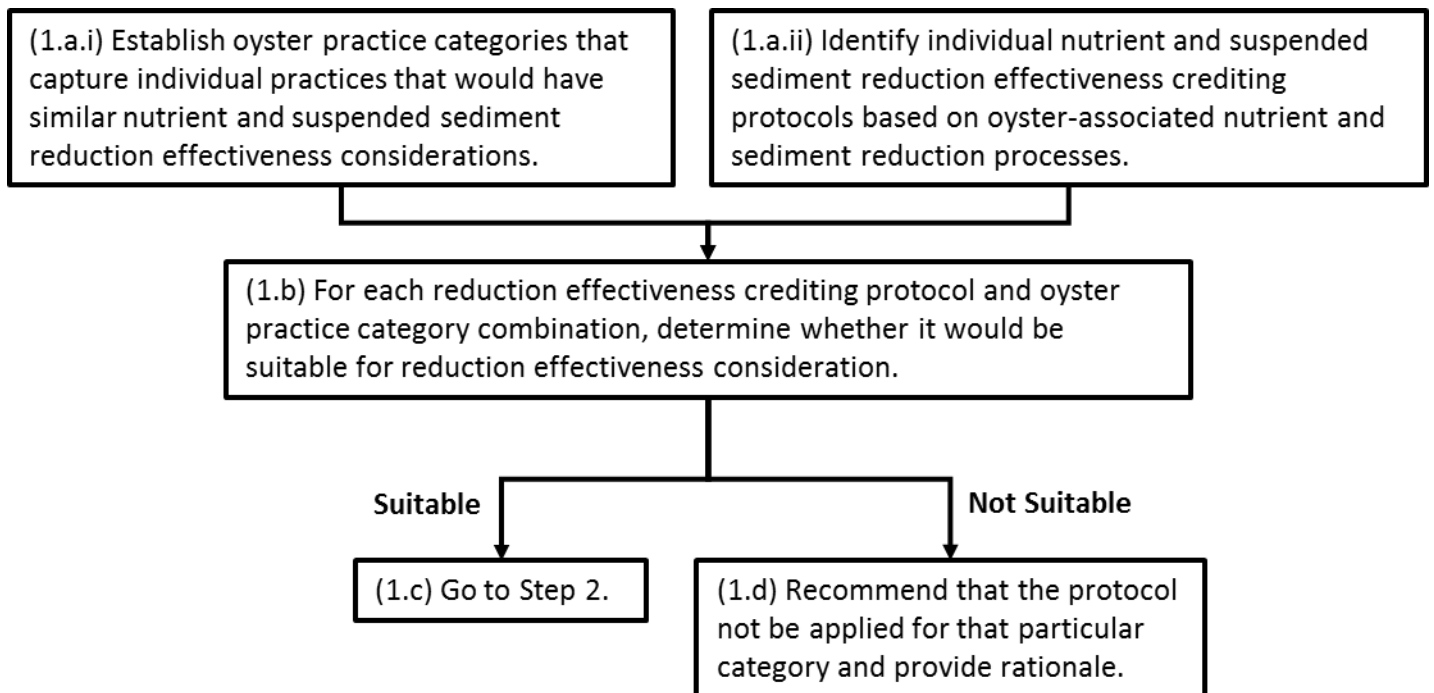 (1.a.i) Establish oyster practice categories that
capture individual practices that would have
similar nutrient and suspended sediment
reduction effectiveness considerations.
(1.a.ii) Identify individual nutrient and suspended
sediment reduction effectiveness crediting
protocols based on oyster-associated nutrient and
sediment reduction processes.
(1.b) For each reduction effectiveness crediting protocol and oyster
practice category combination, determine whether it would be
suitable for reduction effectiveness consideration.
Suitable
Not Suitable
(1.c) Go to Step 2.
(1.d) Recommend that the protocol
not be applied for that particular
category and provide rationale.